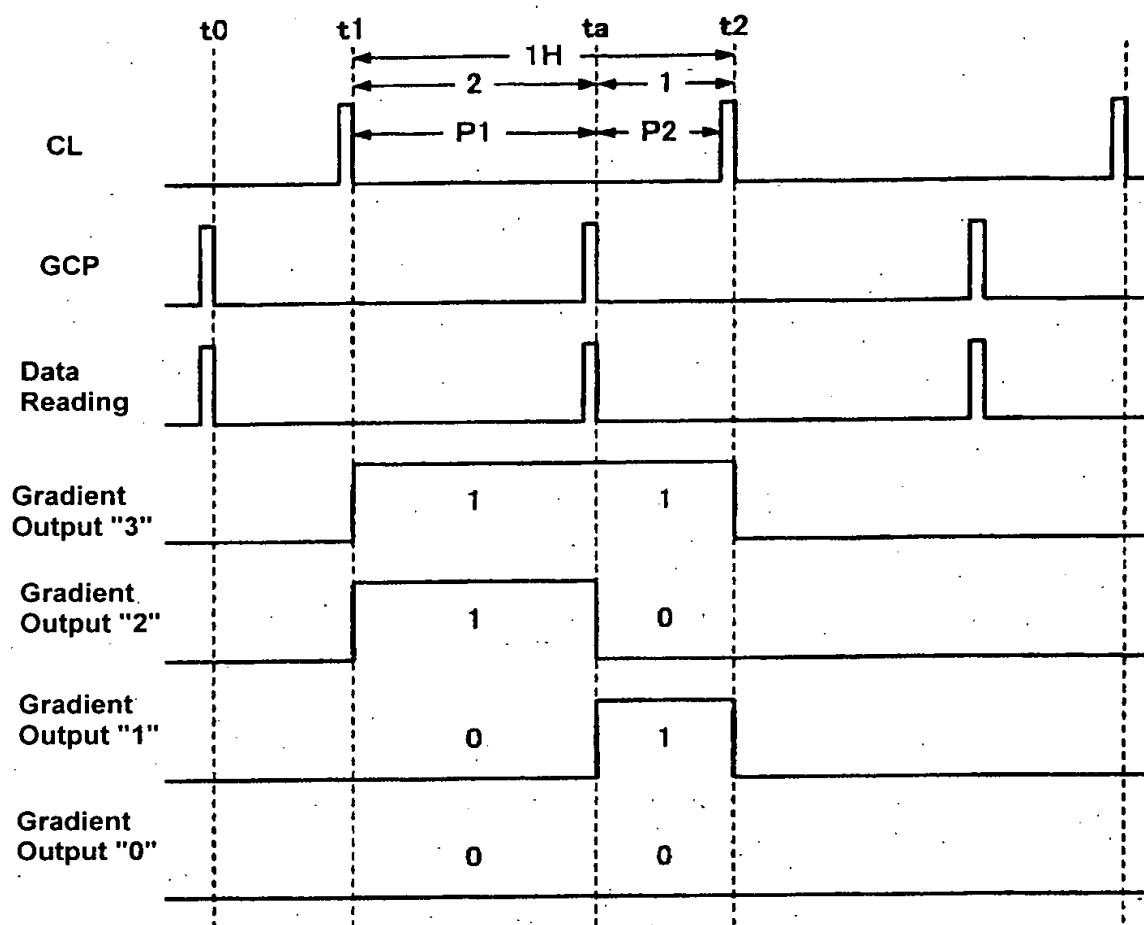 t0 t1 ta t2
1H
2 1
P1 P2
CL
GCP
Data
Reading
Gradient
Output "3"
1 1
Gradient
Output "2"
1 0
Gradient
Output "1"
0 1
Gradient
Output "0"
0 0